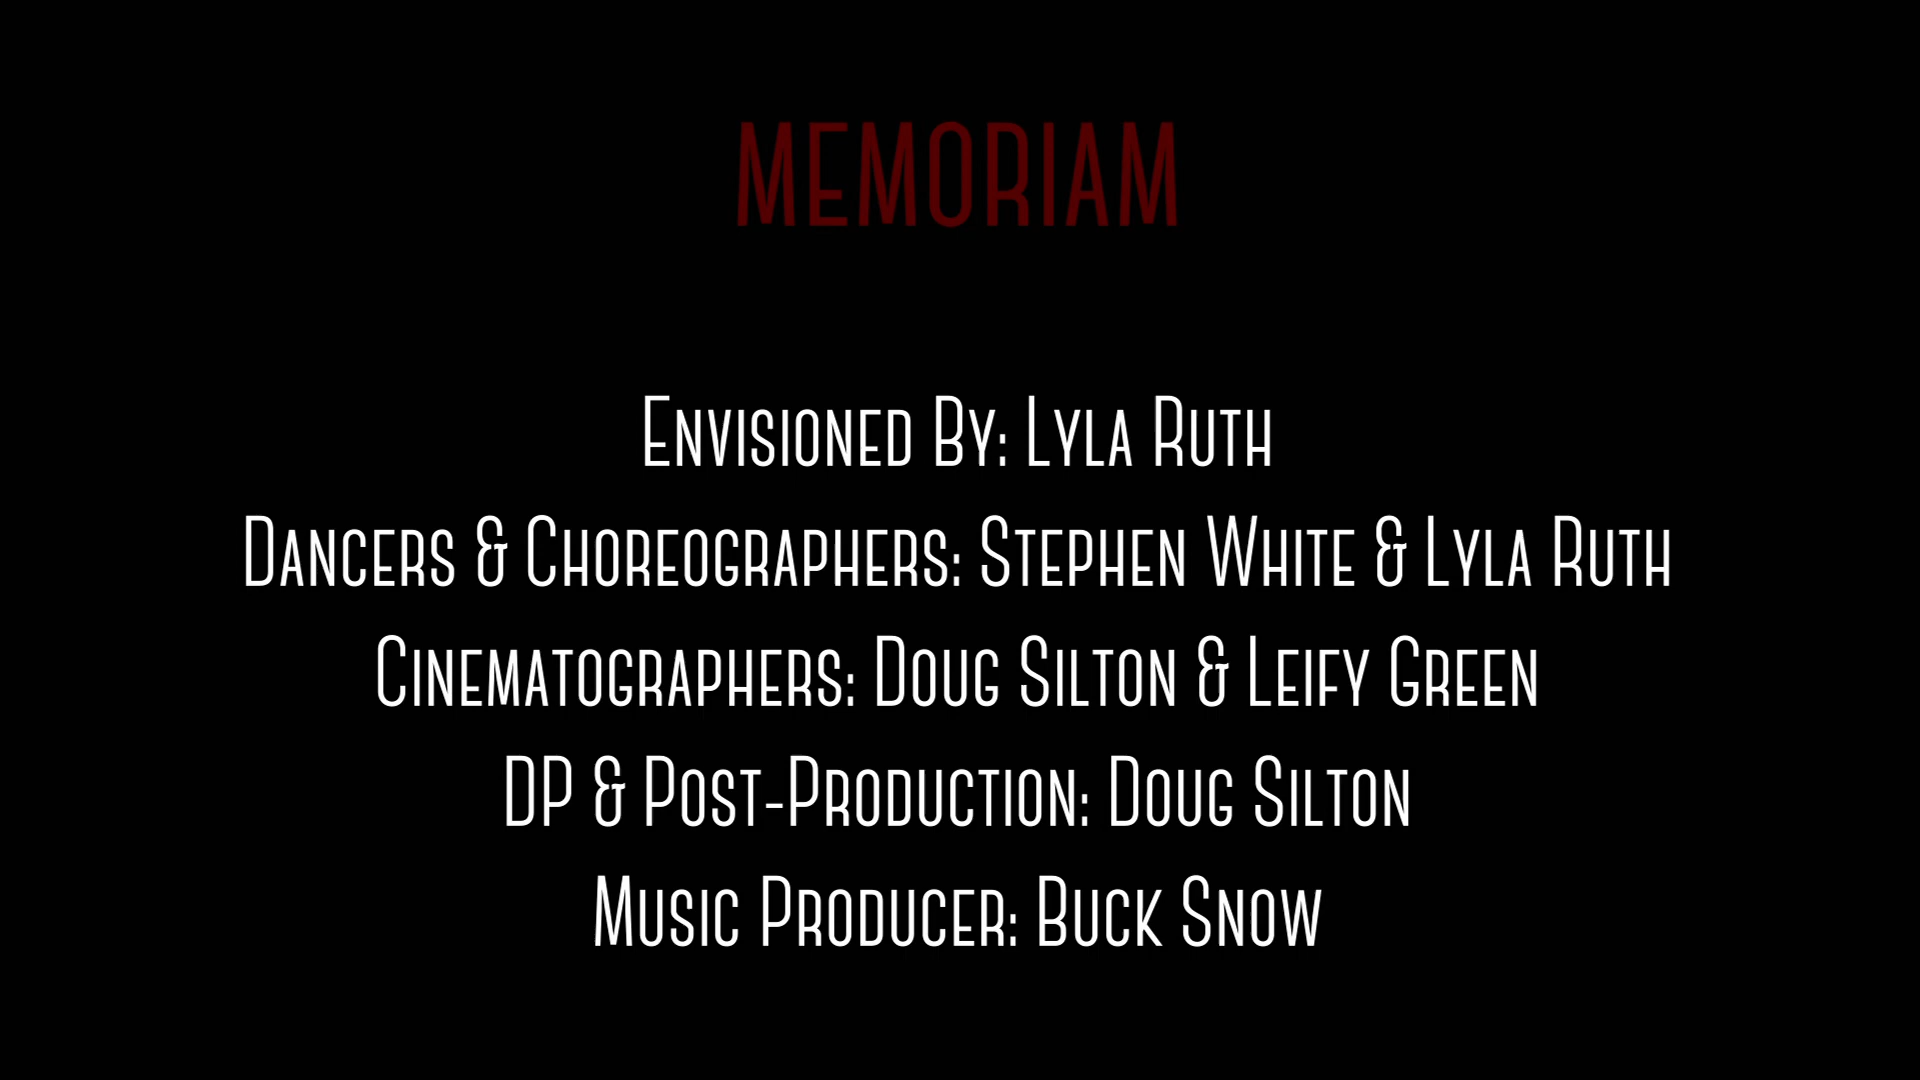 MEMORIAM
Envisioned By: Lyla Ruth
Dancers & Choreographers: Stephen White & Lyla Ruth
Cinematographers: Doug Silton & Leify Green
DP & Post-Production: Doug Silton
Music Producer: Buck Snow